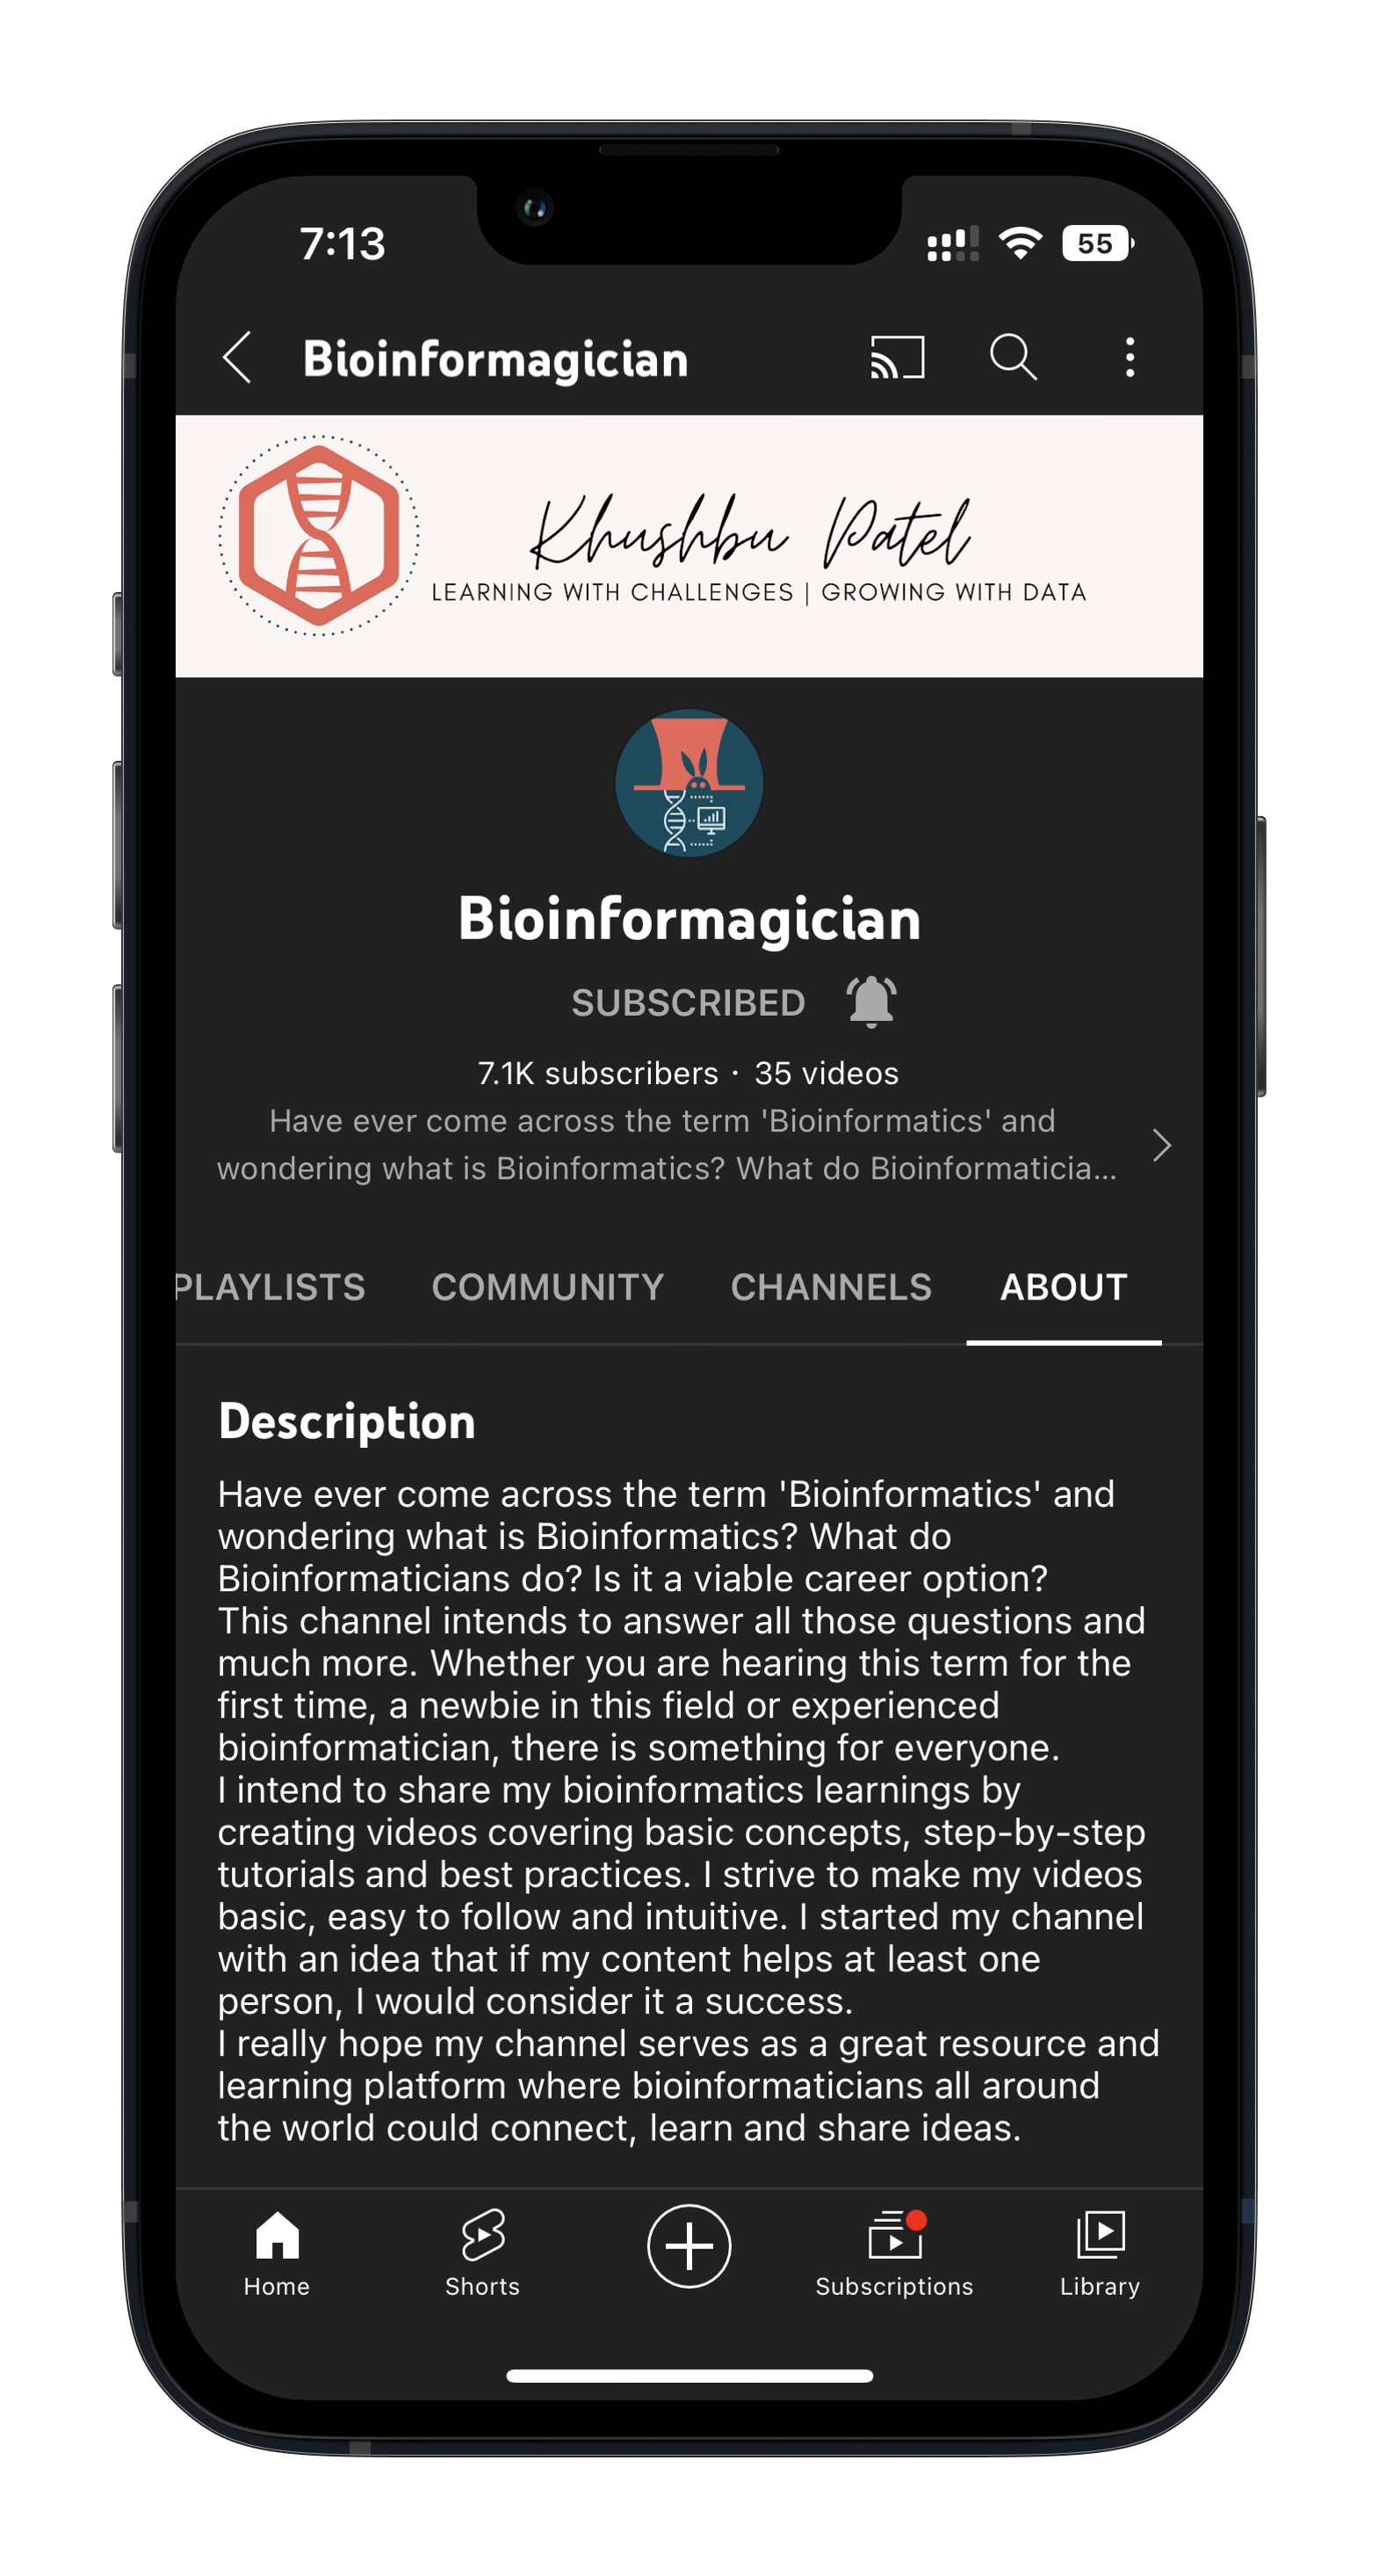 7:13
55
Bioinformagician
Khushbu Patel
LEARNING WITH CHALLENGES | GROWING WITH DATA
Bioinformagician
SUBSCRIBED
7.1K subscribers · 35 videos
Have ever come across the term 'Bioinformatics' and
wondering what is Bioinformatics? What do Bioinformaticia...
PLAYLISTS COMMUNITY CHANNELS ABOUT
Description
Have ever come across the term 'Bioinformatics' and
wondering what is Bioinformatics? What do
Bioinformaticians do? Is it a viable career option?
This channel intends to answer all those questions and
much more. Whether you are hearing this term for the
first time, a newbie in this field or experienced
bioinformatician, there is something for everyone.
I intend to share my bioinformatics learnings by
creating videos covering basic concepts, step-by-step
tutorials and best practices. I strive to make my videos
basic, easy to follow and intuitive. I started my channel
with an idea that if my content helps at least one
person, I would consider it a success.
I really hope my channel serves as a great resource and
learning platform where bioinformaticians all around
the world could connect, learn and share ideas.
Home Shorts Subscriptions Library